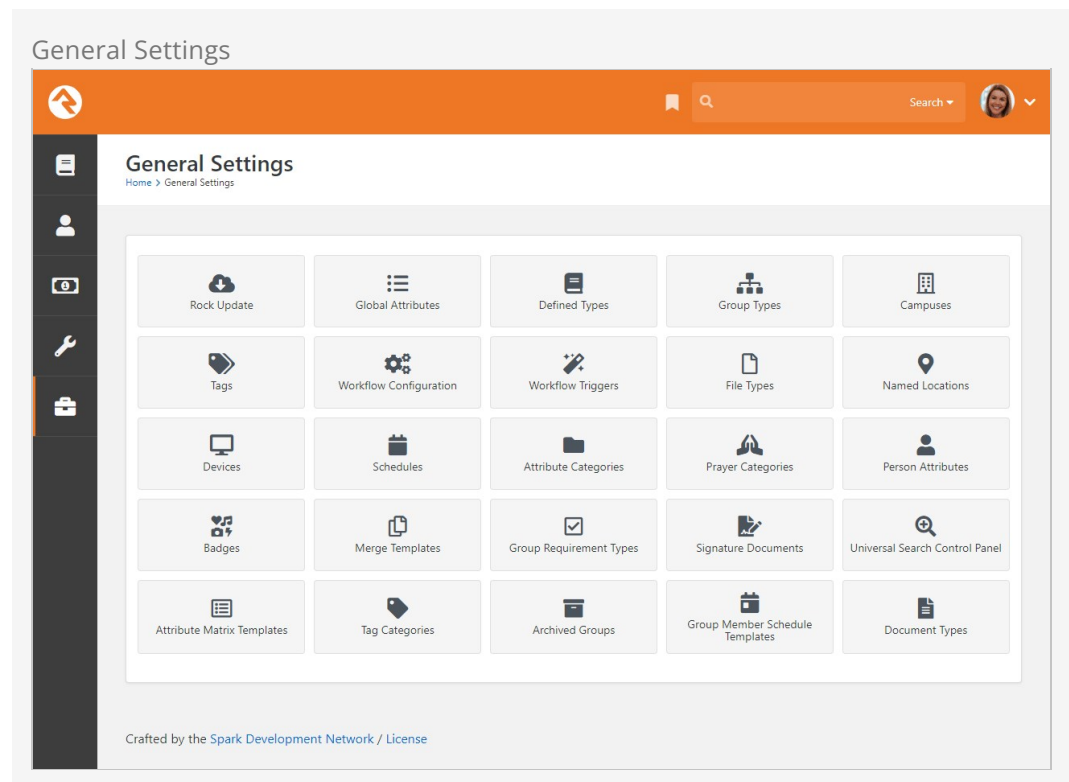 General Settings
Search
General Settings
Home > General Settings
Rock Update
Global Attributes
Defined Types
Group Types
Campuses
Tags
Workflow Configuration
Workflow Triggers
File Types
Named Locations
Devices
Schedules
Attribute Categories
Prayer Categories
Person Attributes
Badges
Merge Templates
Group Requirement Types
Signature Documents
Universal Search Control Panel
Attribute Matrix Templates
Tag Categories
Archived Groups
Group Member Schedule
Templates
Document Types
Crafted by the Spark Development Network / License